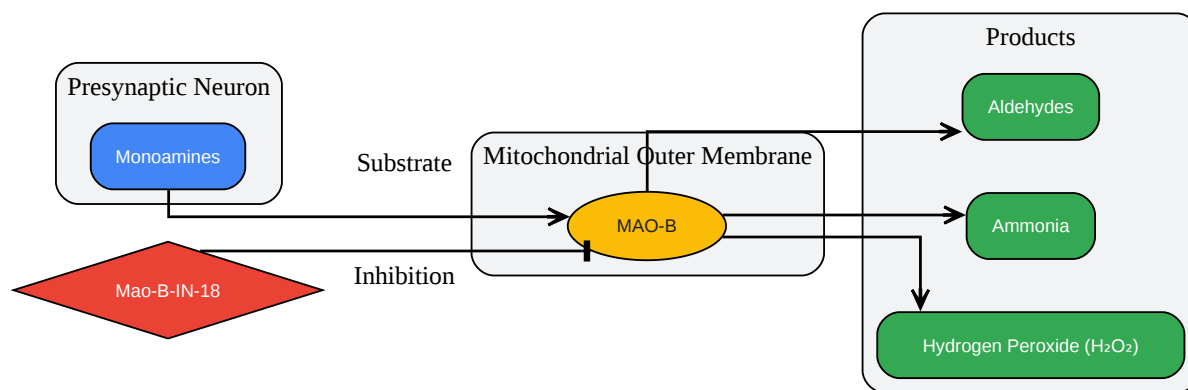 Products
Presynaptic Neuron
Aldehydes
Monoamines
Substrate
Mitochondrial Outer Membrane
MAO-B
Ammonia
Inhibition
Mao-B-IN-18
Hydrogen Peroxide (H₂O₂)